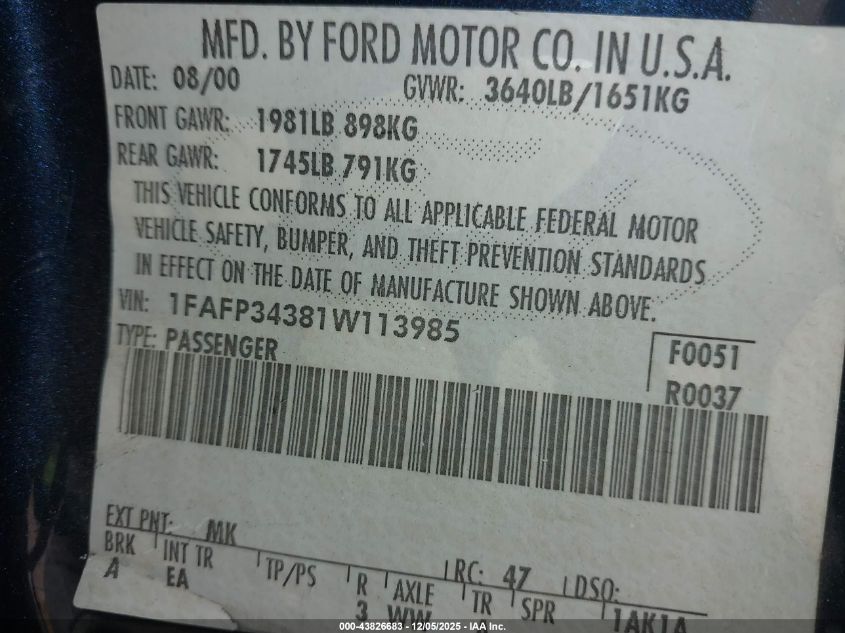 MFD. BY FORD MOTOR CO. IN U.S.A.
DATE: 08/00 GVWR: 3640LB/1651KG
FRONT GAWR: 1981LB 898KG
REAR GAWR: 1745LB 791KG
THIS VEHICLE CONFORMS TO ALL APPLICABLE FEDERAL MOTOR
VEHICLE SAFETY, BUMPER, AND THEFT PREVENTION STANDARDS
IN EFFECT ON THE DATE OF MANUFACTURE SHOWN ABOVE.
VIN: 1FAFP34381W113985
TYPE: PASSENGER
F0051
R0037
EXT PNT: MK RC: 47 DSO:
BRK INT TR TP/PS R AXLE TR SPR
A EA 3 WW 1AK1A
000-43826683 - 12/05/2025 - IAA Inc.